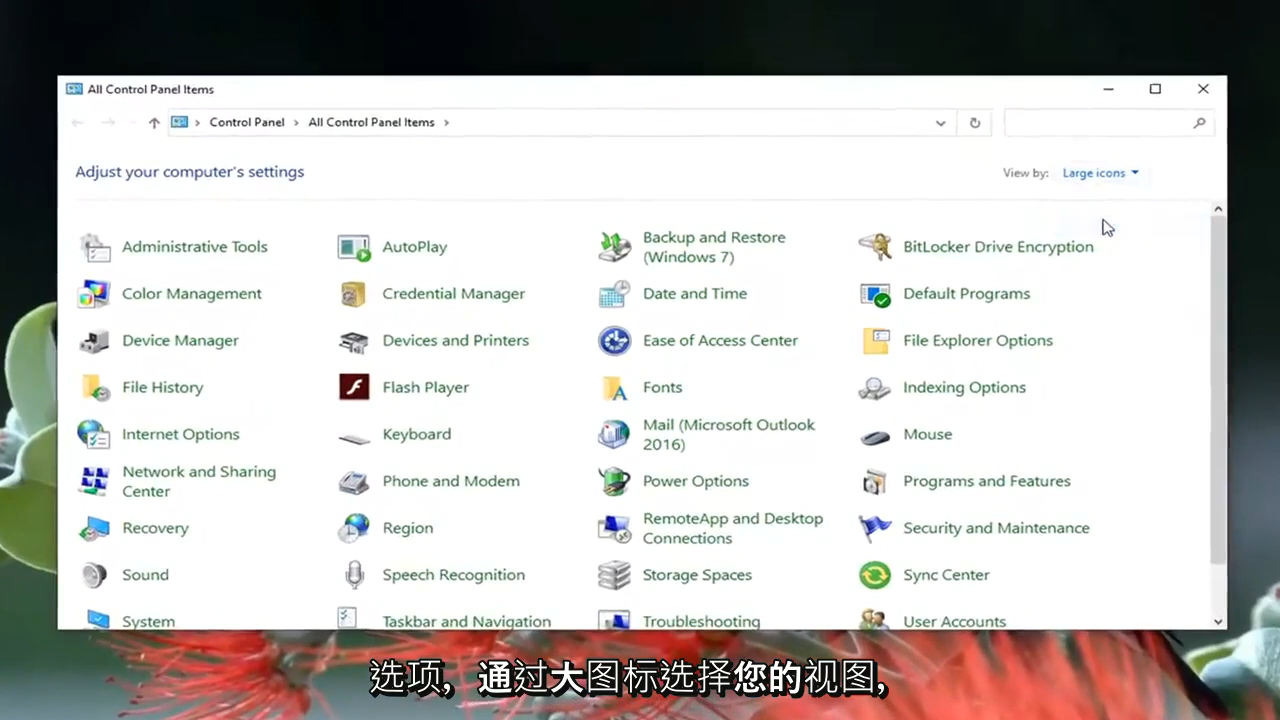 All Control Panel Items
Control Panel > All Control Panel Items >
Adjust your computer's settings
View by: Large icons
Administrative Tools
AutoPlay
Backup and Restore
(Windows 7)
BitLocker Drive Encryption
Color Management
Credential Manager
Date and Time
Default Programs
Device Manager
Devices and Printers
Ease of Access Center
File Explorer Options
File History
Flash Player
Fonts
Indexing Options
Internet Options
Keyboard
Mail (Microsoft Outlook
2016)
Mouse
Network and Sharing
Center
Phone and Modem
Power Options
Programs and Features
Recovery
Region
RemoteApp and Desktop
Connections
Security and Maintenance
Sound
Speech Recognition
Storage Spaces
Sync Center
System
Taskbar and Navigation
Troubleshooting
User Accounts
选项, 通过大图标选择您的视图,